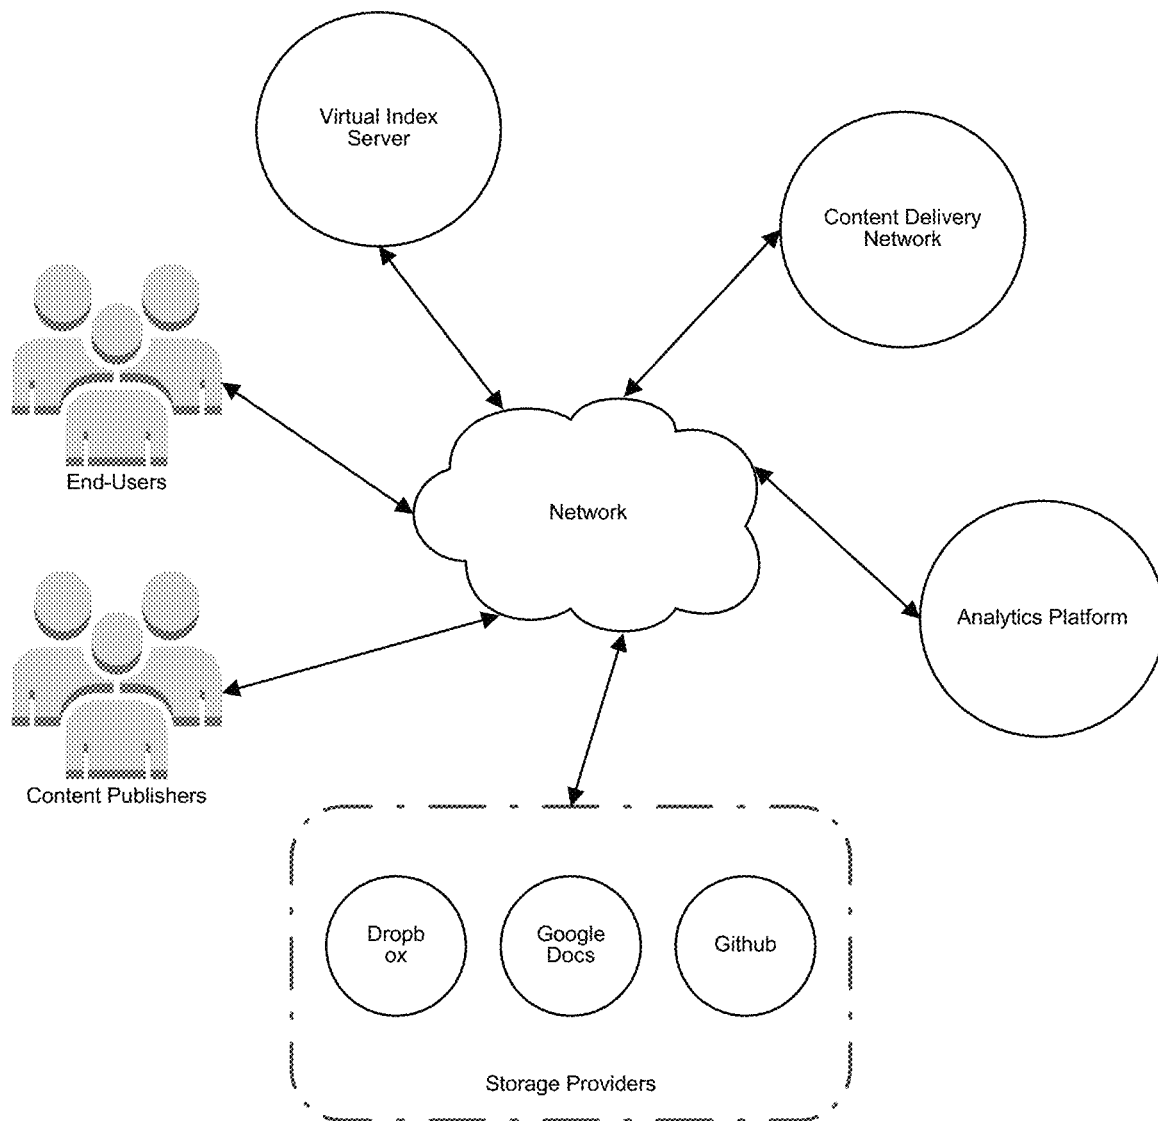 Virtual Index
Server
Content Delivery
Network
End-Users
Network
Analytics Platform
Content Publishers
Dropb
ox
Google
Docs
Github
Storage Providers